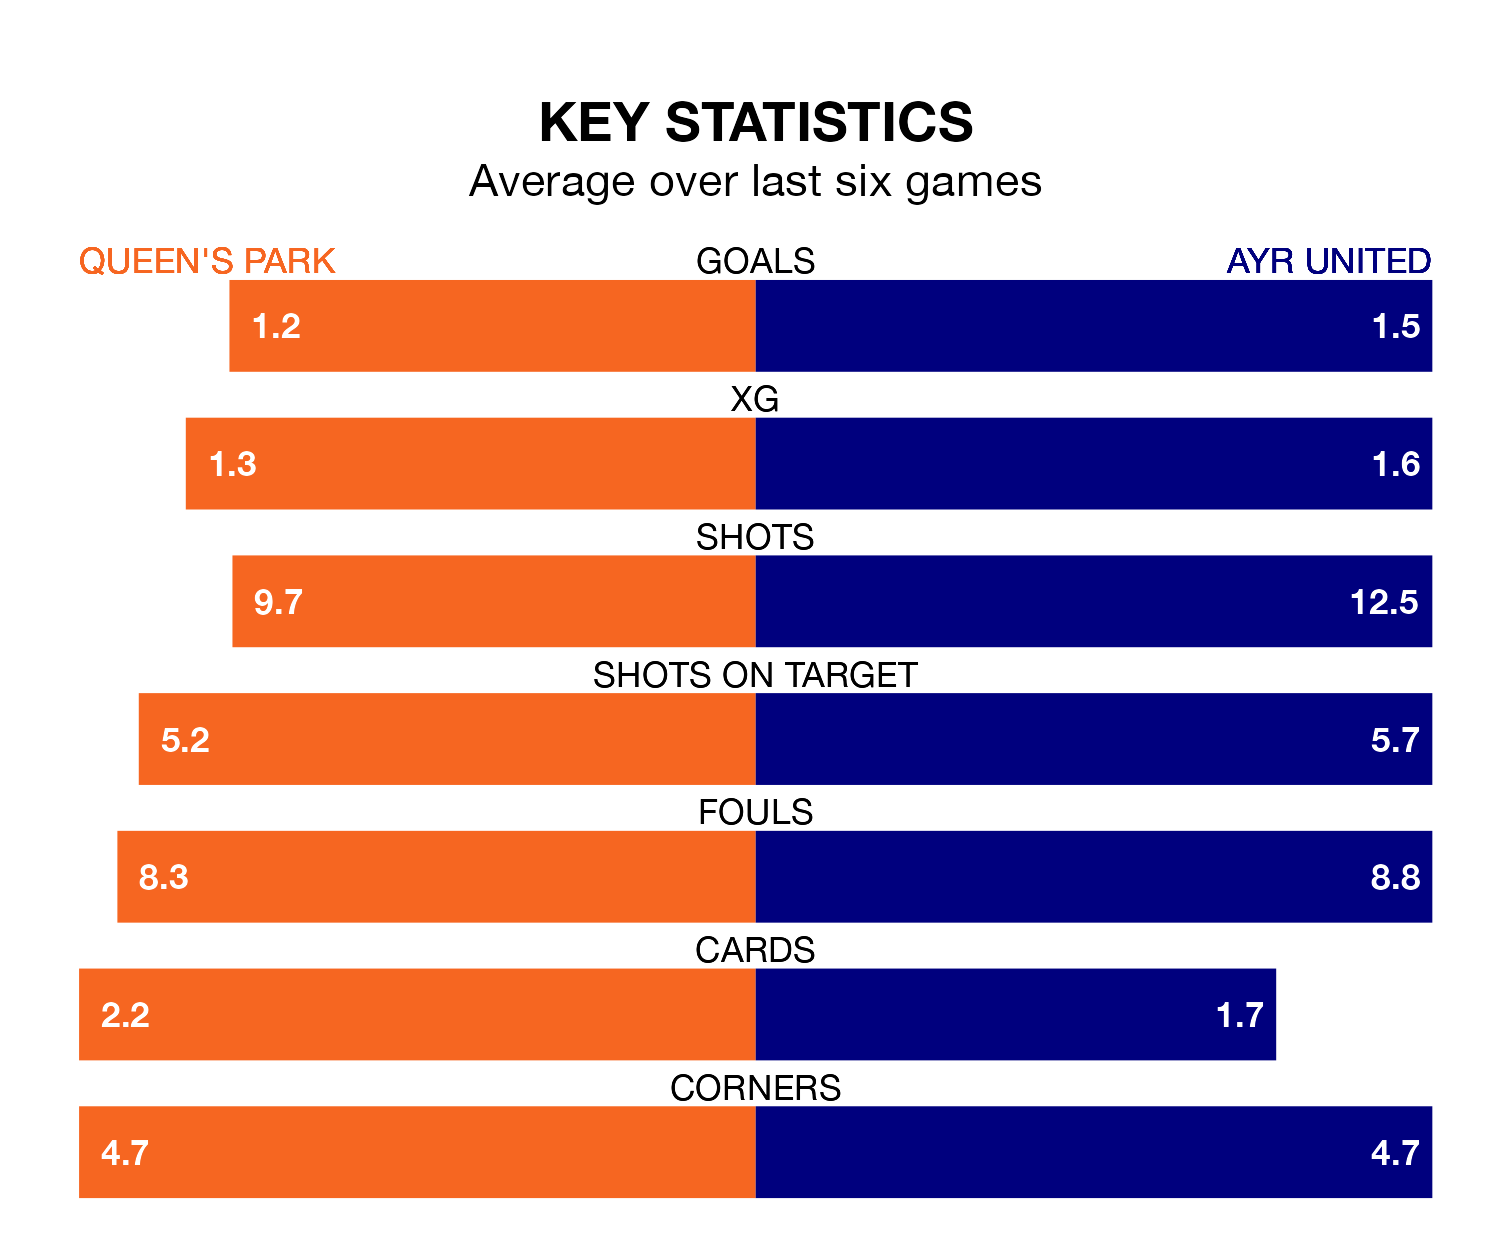 KEY STATISTICS
Average over last six games
QUEEN'S PARK GOALS AYR UNITED
1.2 1.5
XG
1.3 1.6
SHOTS
9.7 12.5
SHOTS ON TARGET
5.2 5.7
FOULS
8.3 8.8
CARDS
2.2 1.7
CORNERS
4.7 4.7